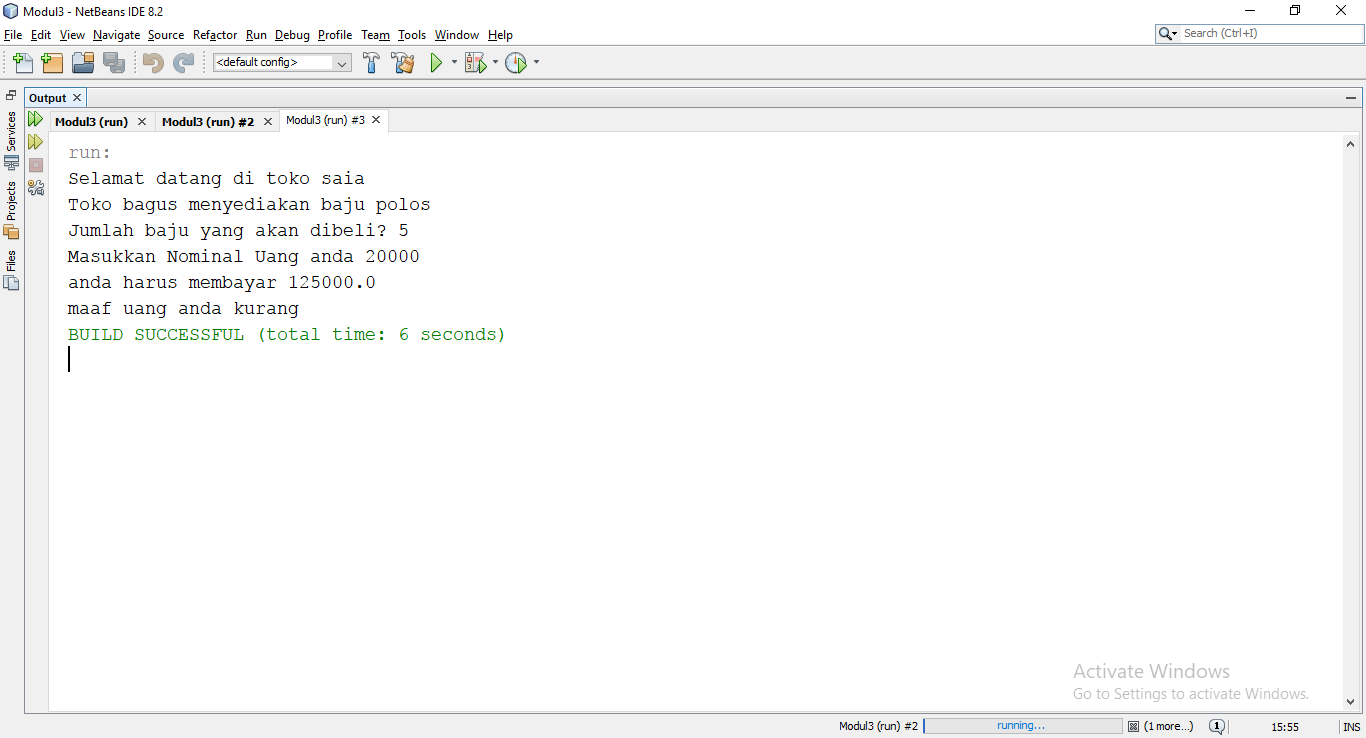 Modul3 - NetBeans IDE 8.2
File Edit View Navigate Source Refactor Run Debug Profile Team Tools Window Help
Search (Ctrl+I)
<default config>
Output
Modul3 (run) Modul3 (run) #2 Modul3 (run) #3
Services
Projects
Files
run:
Selamat datang di toko saia
Toko bagus menyediakan baju polos
Jumlah baju yang akan dibeli? 5
Masukkan Nominal Uang anda 20000
anda harus membayar 125000.0
maaf uang anda kurang
BUILD SUCCESSFUL (total time: 6 seconds)
Activate Windows
Go to Settings to activate Windows.
Modul3 (run) #2 running... (1 more...) 1 15:55 INS